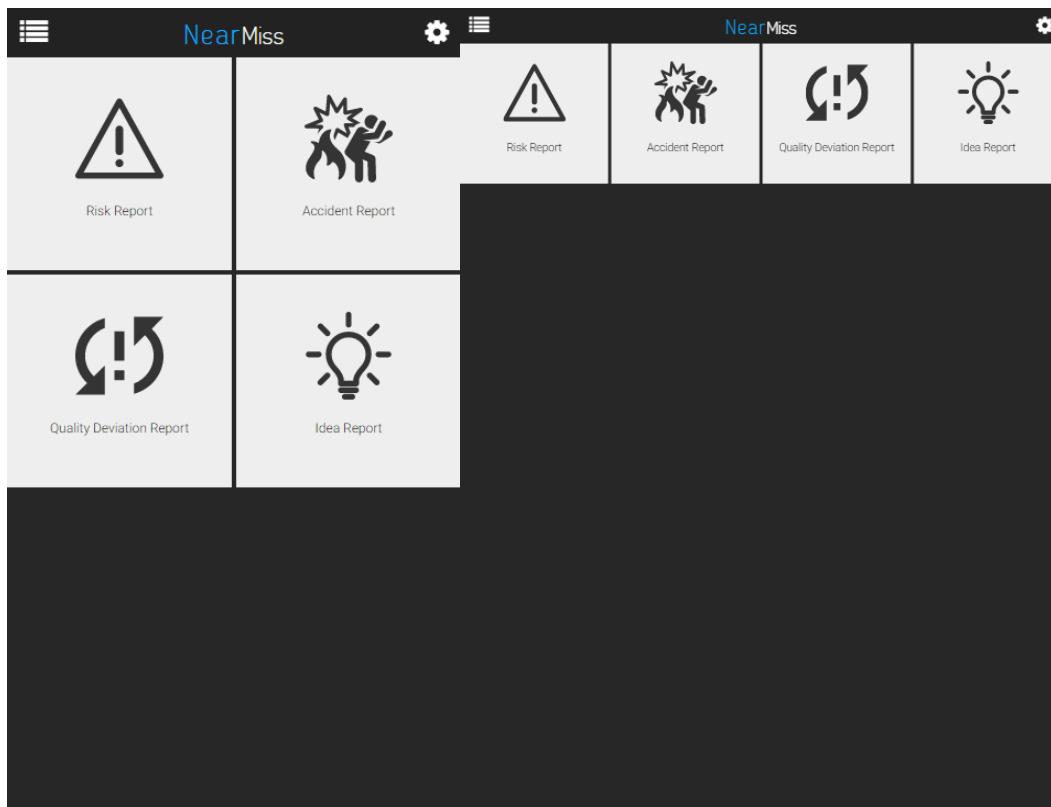 NearMiss
Risk Report
Accident Report
Quality Deviation Report
Idea Report
NearMiss
Risk Report
Accident Report
Quality Deviation Report
Idea Report